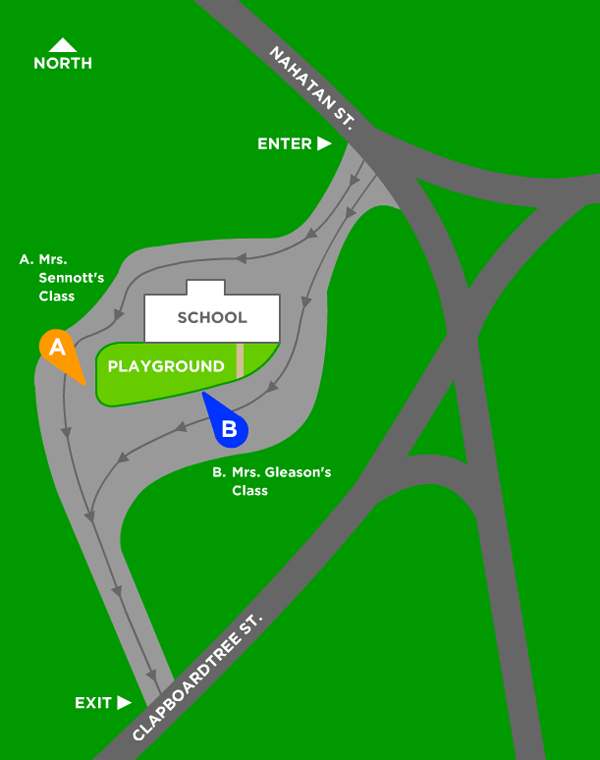 NORTH
NAHATAN ST.
ENTER
A. Mrs.
Sennott's
Class
SCHOOL
A
PLAYGROUND
B
B. Mrs. Gleason's
Class
CLAPBOARDTREE ST.
EXIT